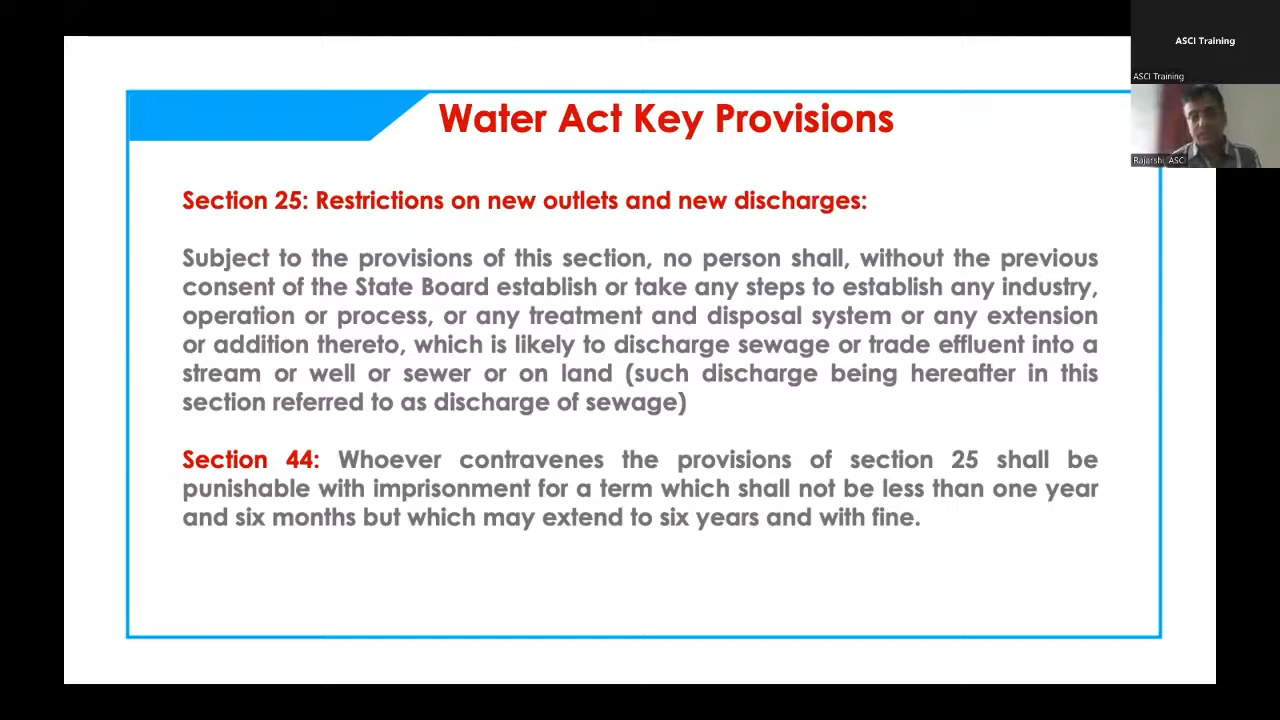 ASCI Training
ASCI Training
Rajarshi, ASCI
Water Act Key Provisions
Section 25: Restrictions on new outlets and new discharges:
Subject to the provisions of this section, no person shall, without the previous
consent of the State Board establish or take any steps to establish any industry,
operation or process, or any treatment and disposal system or any extension
or addition thereto, which is likely to discharge sewage or trade effluent into a
stream or well or sewer or on land (such discharge being hereafter in this
section referred to as discharge of sewage)
Section 44: Whoever contravenes the provisions of section 25 shall be
punishable with imprisonment for a term which shall not be less than one year
and six months but which may extend to six years and with fine.